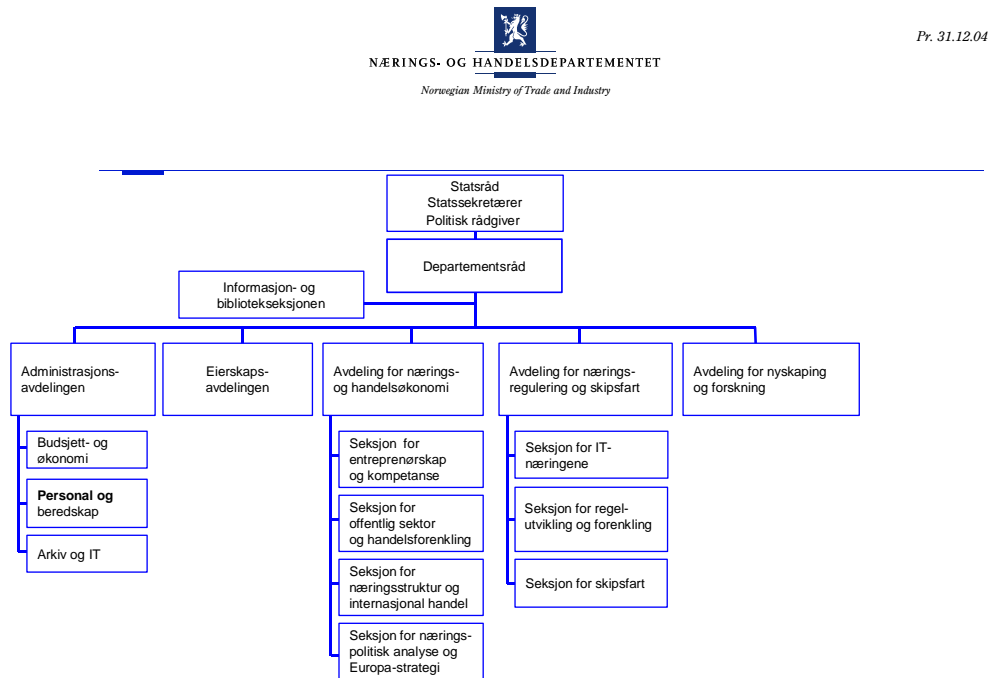 Pr. 31.12.04
NÆRINGS- OG HANDELSDEPARTEMENTET
Norwegian Ministry of Trade and Industry
Statsråd
Statssekretærer
Politisk rådgiver
Departementsråd
Informasjon- og
bibliotekseksjonen
Administrasjons-
avdelingen
Eierskaps-
avdelingen
Avdeling for nærings-
og handelsøkonomi
Avdeling for nærings-
regulering og skipsfart
Avdeling for nyskaping
og forskning
Budsjett- og
økonomi
Personal og
beredskap
Arkiv og IT
Seksjon for
entreprenørskap
og kompetanse
Seksjon for
offentlig sektor
og handelsforenkling
Seksjon for
næringsstruktur og
internasjonal handel
Seksjon for nærings-
politisk analyse og
Europa-strategi
Seksjon for IT-
næringene
Seksjon for regel-
utvikling og forenkling
Seksjon for skipsfart